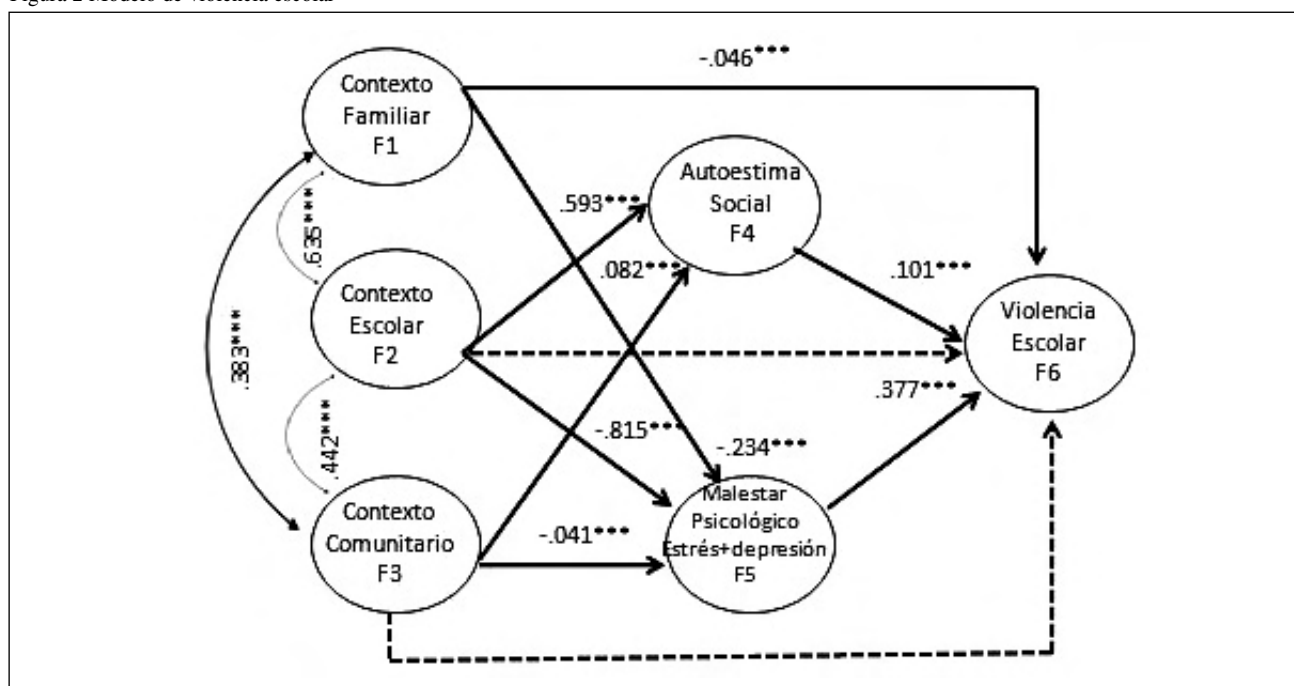 Figura 2 Modelo de violencia escolar
-.046***
Contexto
Familiar
F1
Autoestima
Social
F4
.593***
.635***
.082***
.101***
Contexto
Escolar
F2
Violencia
Escolar
F6
.383***
.377***
.442***
-.815***
-.234***
Malestar
Psicológico
Estrés+depresión
F5
Contexto
Comunitario
F3
-.041***